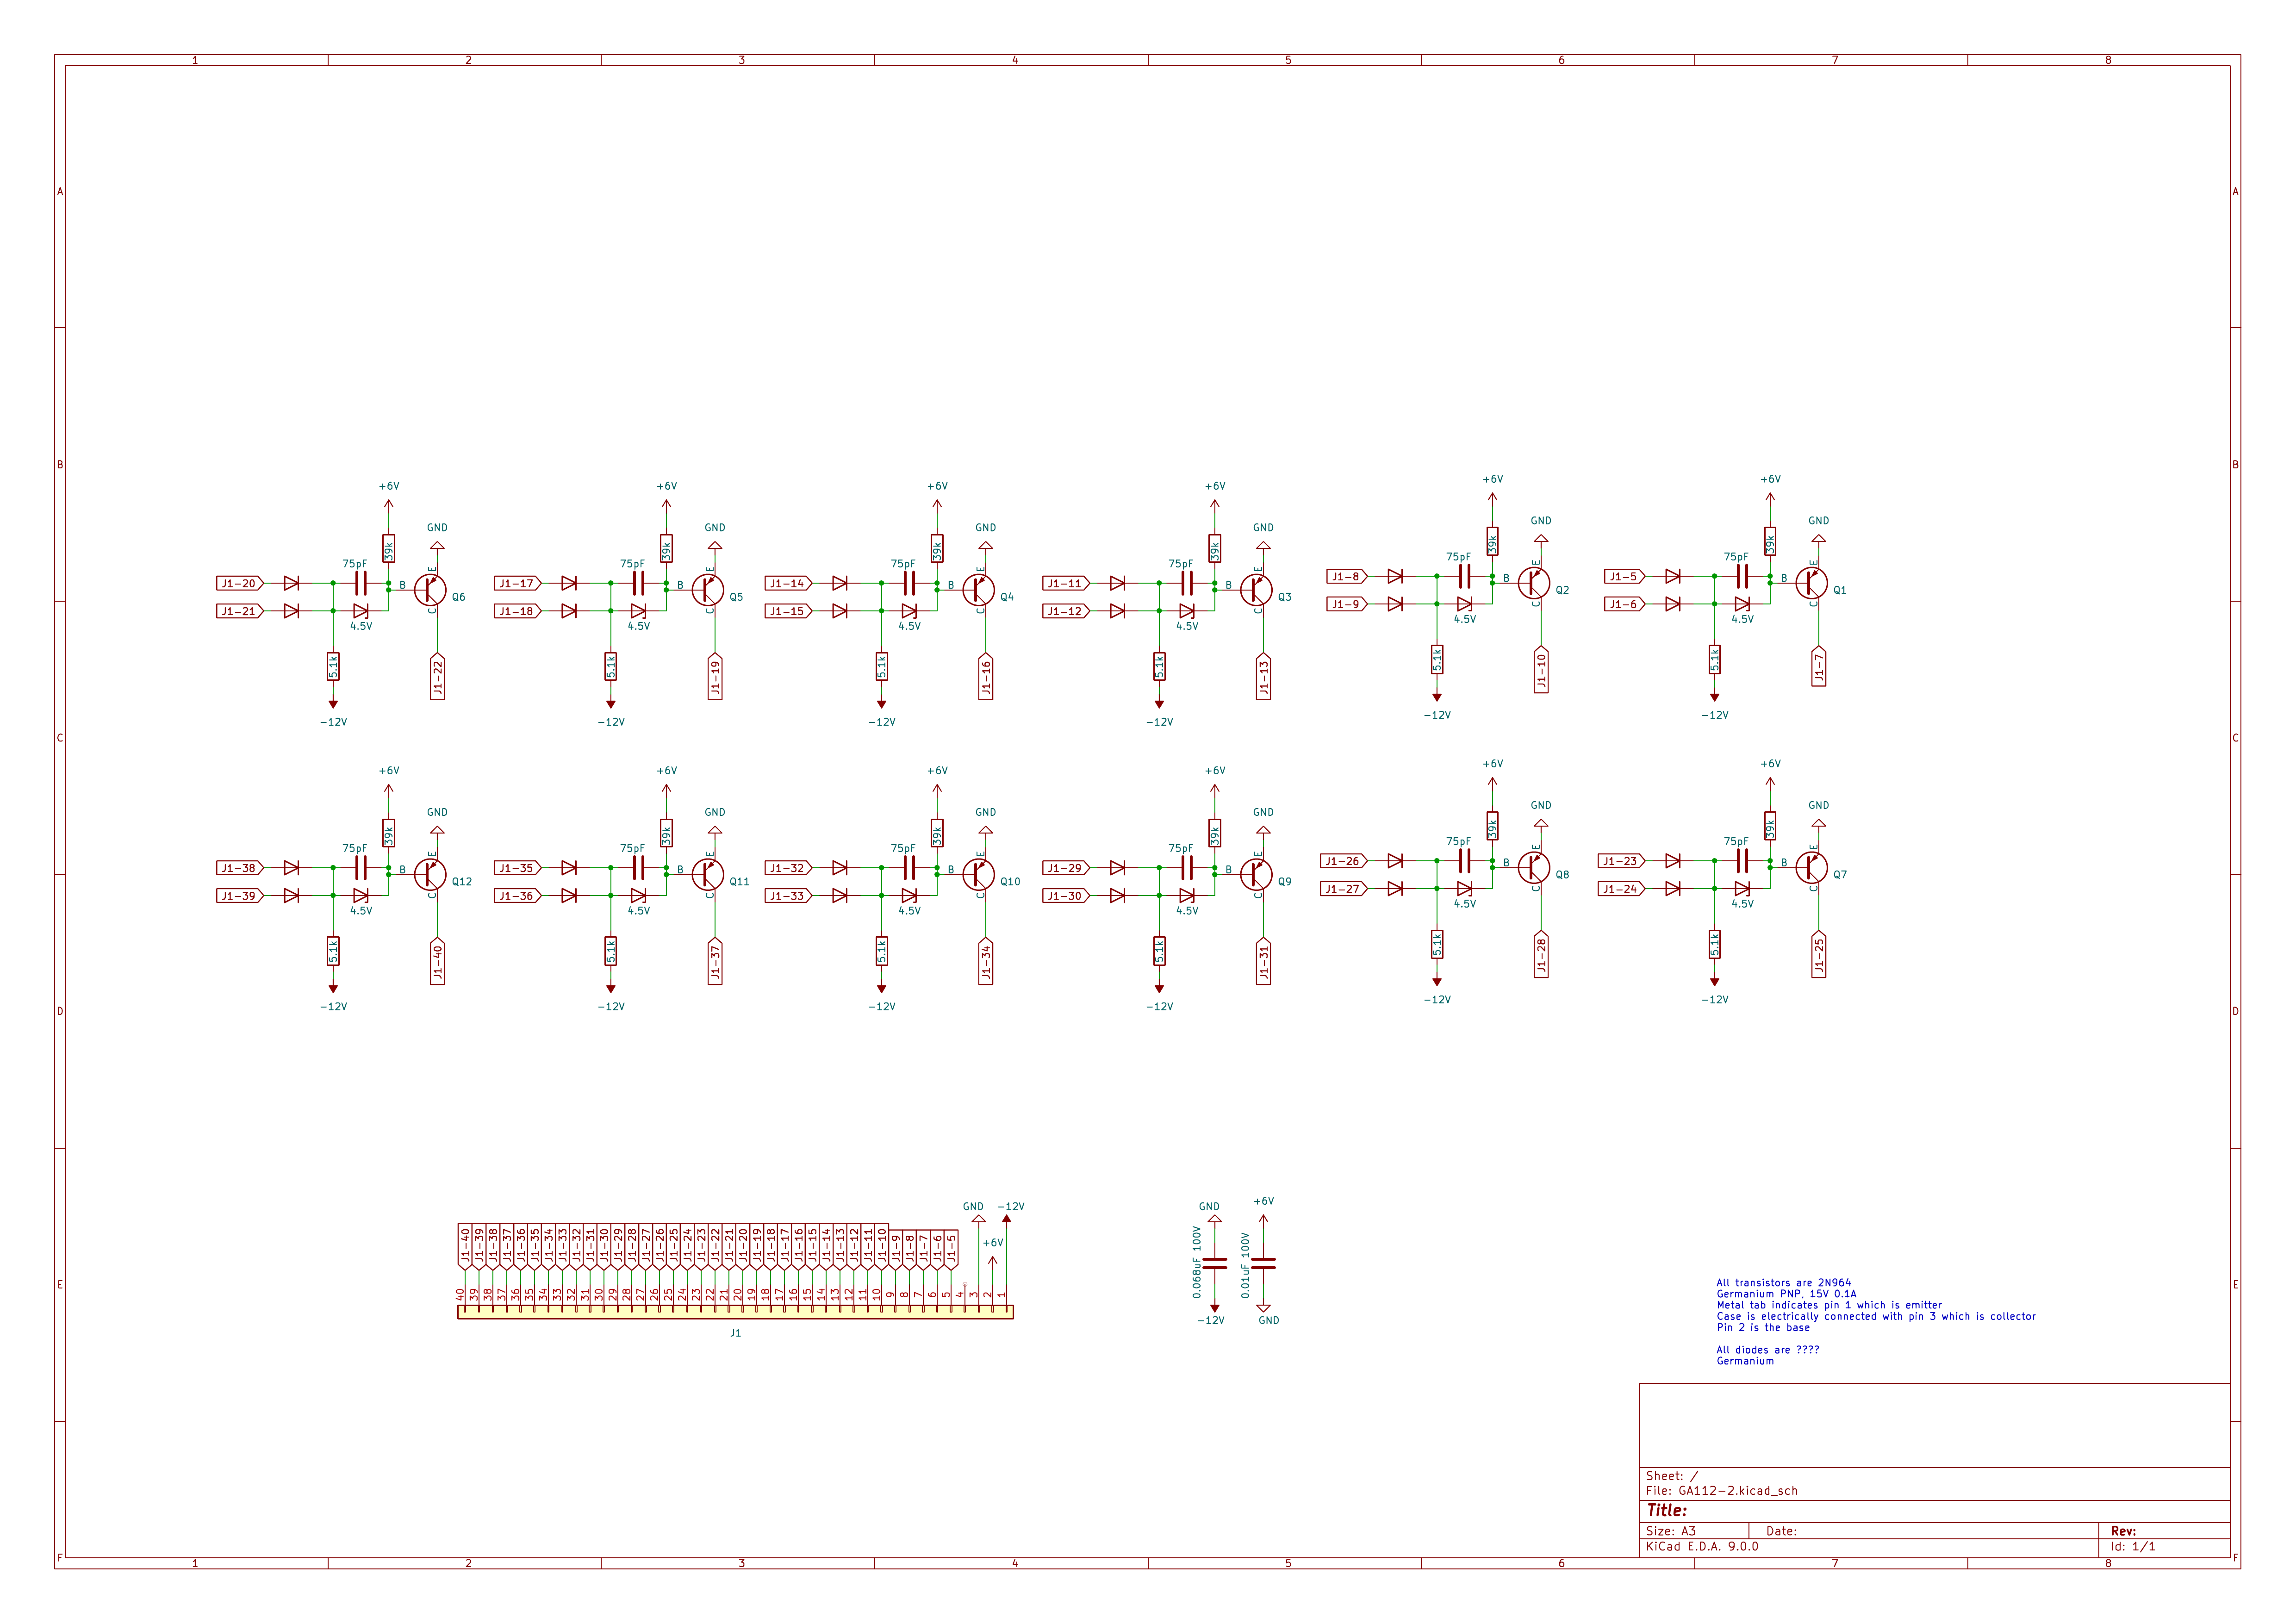 1 2 3 4 5 6 7 8
A A
B B
+6V +6V +6V +6V +6V +6V
GND GND GND GND GND GND
39k 39k 39k 39k 39k 39k
75pF 75pF 75pF 75pF 75pF 75pF
E E E E E E
J1-20 B J1-17 B J1-14 B J1-11 B J1-8 B J1-5 B
Q6 Q5 Q4 Q3 Q2 Q1
J1-21 C J1-18 C J1-15 C J1-12 C J1-9 C J1-6 C
4.5V 4.5V 4.5V 4.5V 4.5V 4.5V
5.1k J1-22 5.1k J1-19 5.1k J1-16 5.1k J1-13 5.1k J1-10 5.1k J1-7
-12V -12V -12V -12V -12V -12V
C C
+6V +6V +6V +6V +6V +6V
GND GND GND GND GND GND
39k 39k 39k 39k 39k 39k
75pF 75pF 75pF 75pF 75pF 75pF
E E E E E E
J1-38 B J1-35 B J1-32 B J1-29 B J1-26 B J1-23 B
Q12 Q11 Q10 Q9 Q8 Q7
J1-39 C J1-36 C J1-33 C J1-30 C J1-27 C J1-24 C
4.5V 4.5V 4.5V 4.5V 4.5V 4.5V
5.1k J1-40 5.1k J1-37 5.1k J1-34 5.1k J1-31 5.1k J1-28 5.1k J1-25
-12V -12V -12V -12V -12V -12V
D D
GND -12V
+6V
J1-40 J1-39 J1-38 J1-37 J1-36 J1-35 J1-34 J1-33 J1-32 J1-31 J1-30 J1-29 J1-28 J1-27 J1-26 J1-25 J1-24 J1-23 J1-22 J1-21 J1-20 J1-19 J1-18 J1-17 J1-16 J1-15 J1-14 J1-13 J1-12 J1-11 J1-10 J1-9 J1-8 J1-7 J1-6 J1-5
40 39 38 37 36 35 34 33 32 31 30 29 28 27 26 25 24 23 22 21 20 19 18 17 16 15 14 13 12 11 10 9 8 7 6 5 4 3 2 1
J1
GND +6V
0.068uF 100V 0.01uF 100V
-12V GND
E E
All transistors are 2N964
Germanium PNP, 15V 0.1A
Metal tab indicates pin 1 which is emitter
Case is electrically connected with pin 3 which is collector
Pin 2 is the base
All diodes are ????
Germanium
Sheet: /
File: GA112-2.kicad_sch
Title:
Size: A3 Date: Rev:
KiCad E.D.A. 9.0.0 Id: 1/1
F F
1 2 3 4 5 6 7 8